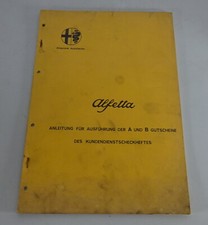 Alfetta
ANLEITUNG FÜR AUSFÜHRUNG DER A UND B GUTSCHEINE
DES KUNDENDIENSTSCHECKHEFTES